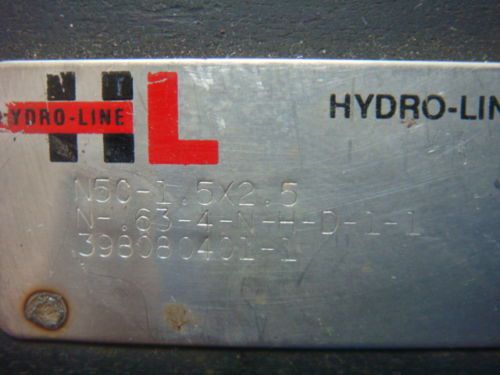 HYDRO-LINE
HL
HYDRO-LIN
N5C-1.5X2.5
N-.63-4-N-H-D-1-1
398080401-1